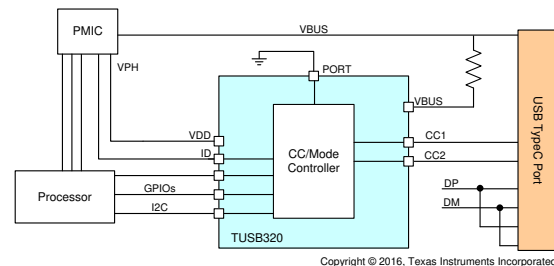 PMIC
VBUS
VPH
PORT
VBUS
VDD
CC1
ID
CC2
CC/Mode
Controller
USB TypeC Port
Processor
GPIOs
I2C
DP
DM
TUSB320
Copyright © 2016, Texas Instruments Incorporated